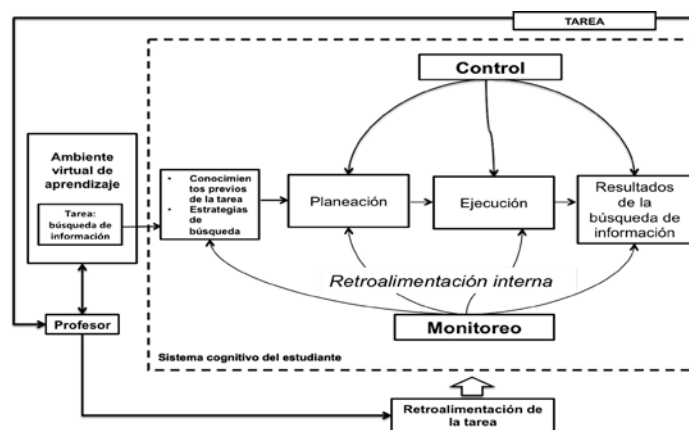 TAREA
Control
Ambiente
virtual de
aprendizaje
Tarea:
búsqueda de
información
• Conocimien
tos previos
de la tarea
• Estrategias
de
búsqueda
Planeación
Ejecución
Resultados
de la
búsqueda de
información
Retroalimentación interna
Monitoreo
Profesor
Sistema cognitivo del estudiante
Retroalimentación de
la tarea